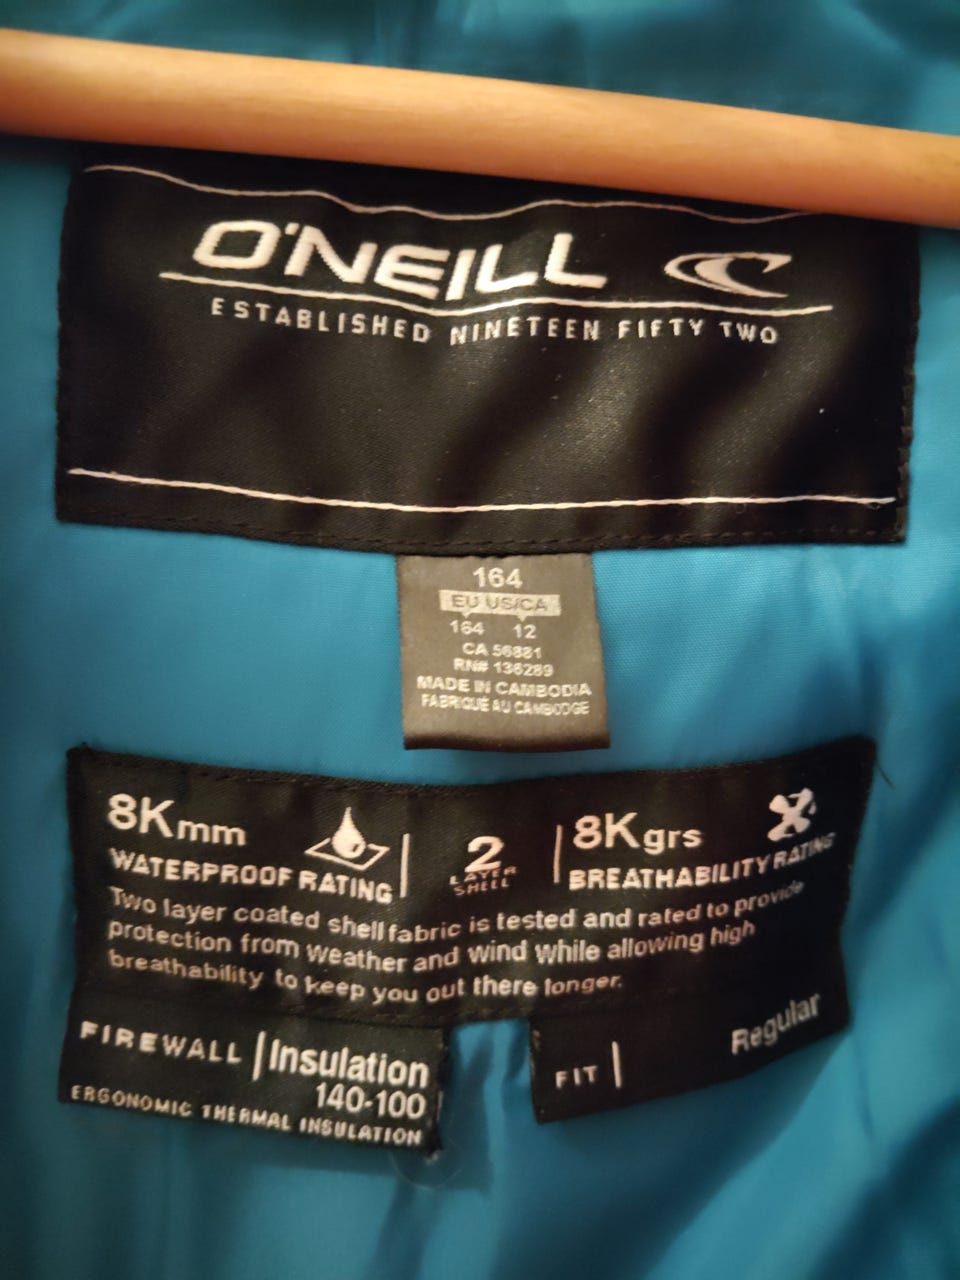 O'NEILL
ESTABLISHED NINETEEN FIFTY TWO
164
EU US/CA
164 12
CA 56881
RN# 136289
MADE IN CAMBODIA
FABRIQUÉ AU CAMBODGE
8Kmm
WATERPROOF RATING
2
LAYER
SHELL
8Kgrs
BREATHABILITY RATING
Two layer coated shell fabric is tested and rated to provide
protection from weather and wind while allowing high
breathability to keep you out there longer.
FIREWALL Insulation
140-100
ERGONOMIC THERMAL INSULATION
FIT Regular